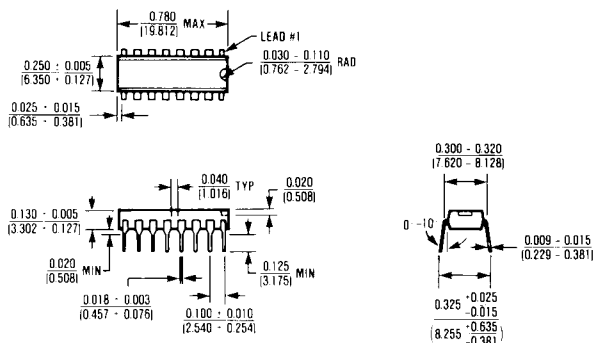 0.780
(19.812) MAX
LEAD #1
0.250 ± 0.005
(6.350 ± 0.127)
0.030 – 0.110
(0.762 – 2.794) RAD
0.025 · 0.015
(0.635 · 0.381)
0.300 – 0.320
(7.620 – 8.128)
0.040
(1.016) TYP
0.020
(0.508)
0.130 · 0.005
(3.302 · 0.127)
0 -10
0.009 – 0.015
(0.229 – 0.381)
0.020
(0.508) MIN
0.125
(3.175) MIN
0.018 · 0.003
(0.457 · 0.076)
0.100 · 0.010
(2.540 · 0.254)
0.325 +0.025
-0.015
(8.255 +0.635
-0.381)